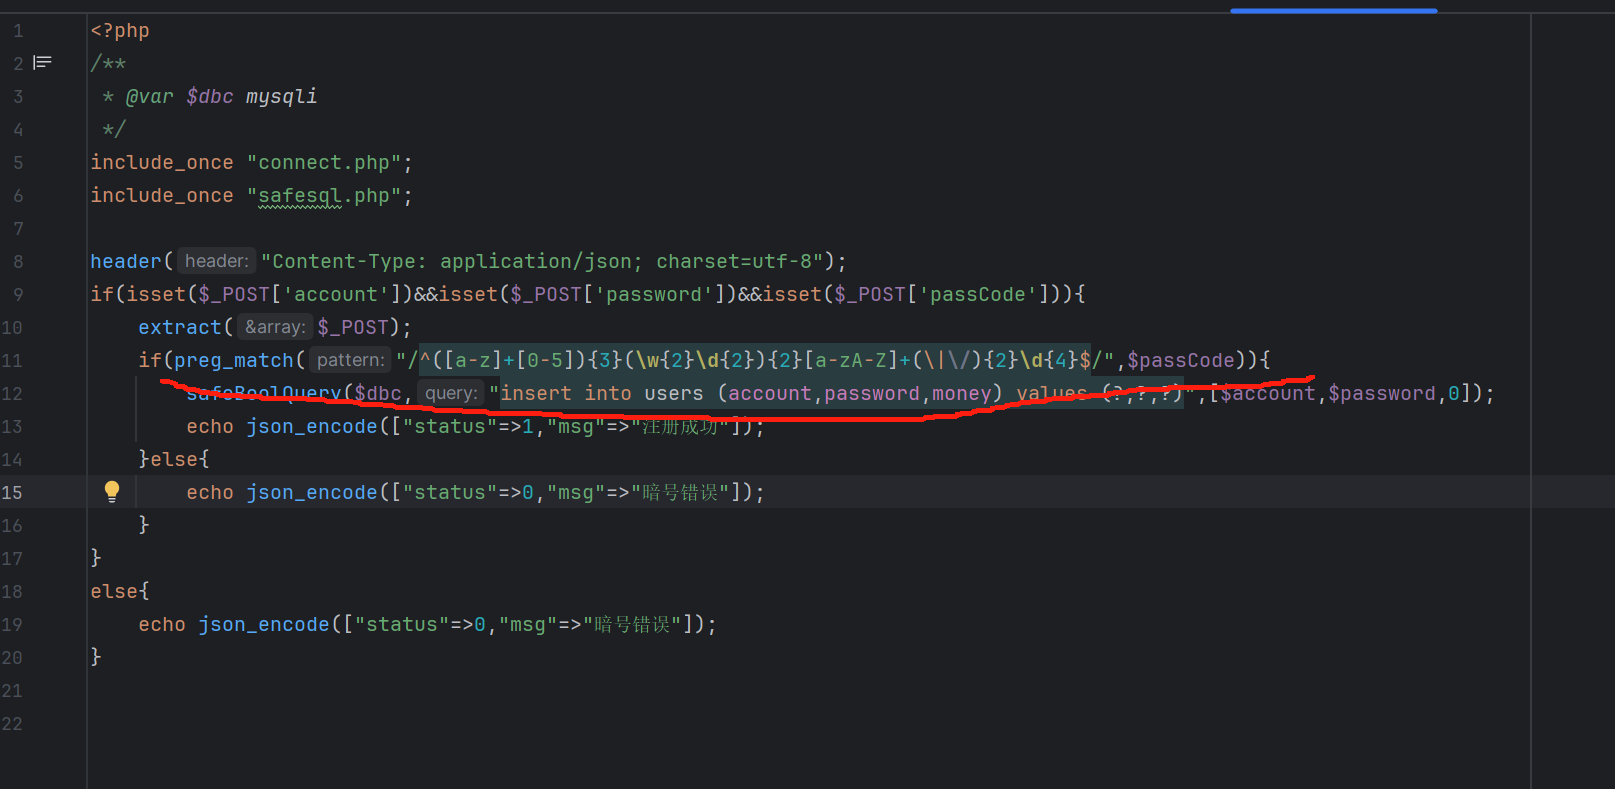 1 <?php
2 /**
3 * @var $dbc mysqli
4 */
5 include_once "connect.php";
6 include_once "safesql.php";
7
8 header( header: "Content-Type: application/json; charset=utf-8");
9 if(isset($_POST['account'])&&isset($_POST['password'])&&isset($_POST['passCode'])){
10 extract( &array: $_POST);
11 if(preg_match( pattern: "/^([a-z]+[0-5]){3}(\w{2}\d{2}){2}[a-zA-Z]+(\|\/){2}\d{4}$/",$passCode)){
12 safeBoolQuery($dbc, query: "insert into users (account,password,money) values (?,?,?)",[$account,$password,0]);
13 echo json_encode(["status"=>1,"msg"=>"注册成功"]);
14 }else{
15 echo json_encode(["status"=>0,"msg"=>"暗号错误"]);
16 }
17 }
18 else{
19 echo json_encode(["status"=>0,"msg"=>"暗号错误"]);
20 }
21
22